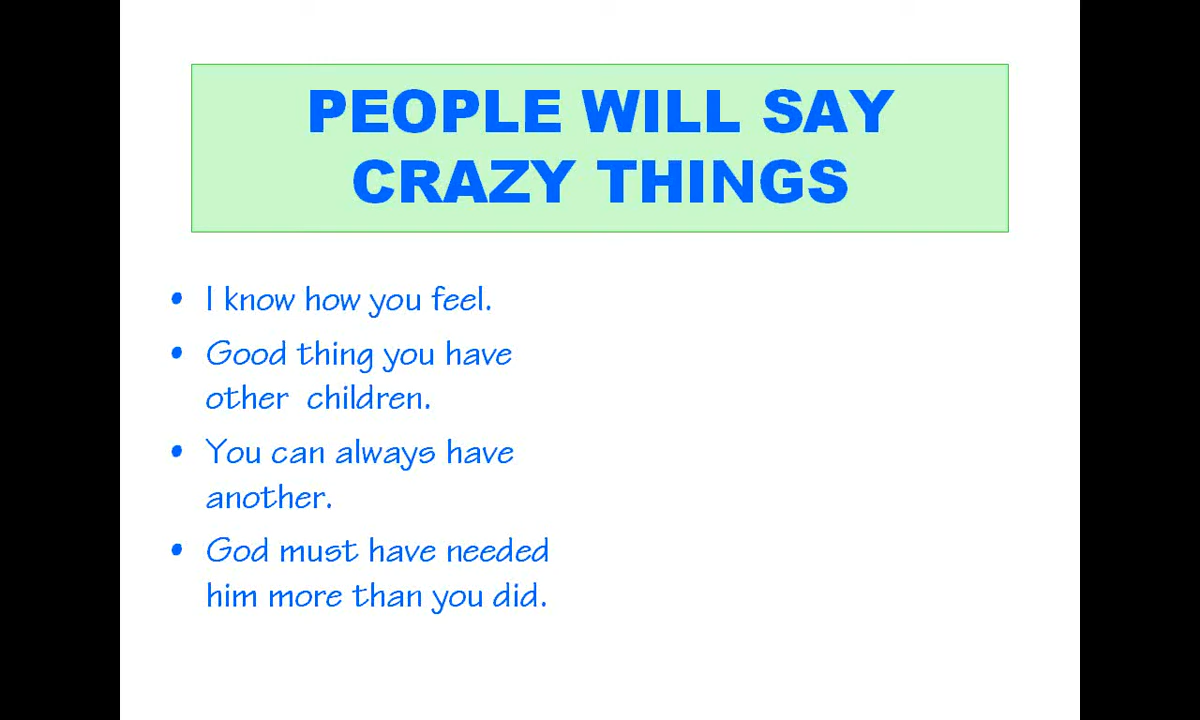 PEOPLE WILL SAY
CRAZY THINGS
• I know how you feel.
• Good thing you have
other children.
• You can always have
another.
• God must have needed
him more than you did.